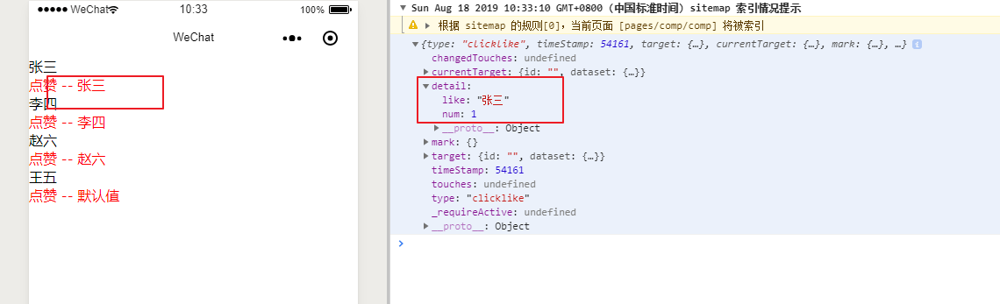 ●●●●● WeChat 10:33 100%
WeChat
张三
点赞 -- 张三
李四
点赞 -- 李四
赵六
点赞 -- 赵六
王五
点赞 -- 默认值
Sun Aug 18 2019 10:33:10 GMT+0800 (中国标准时间) sitemap 索引情况提示
根据 sitemap 的规则[0]，当前页面 [pages/comp/comp] 将被索引
{type: "clicklike", timeStamp: 54161, target: {…}, currentTarget: {…}, mark: {…}, …}
changedTouches: undefined
currentTarget: {id: "", dataset: {…}}
detail:
like: "张三"
num: 1
__proto__: Object
mark: {}
target: {id: "", dataset: {…}}
timeStamp: 54161
touches: undefined
type: "clicklike"
_requireActive: undefined
__proto__: Object